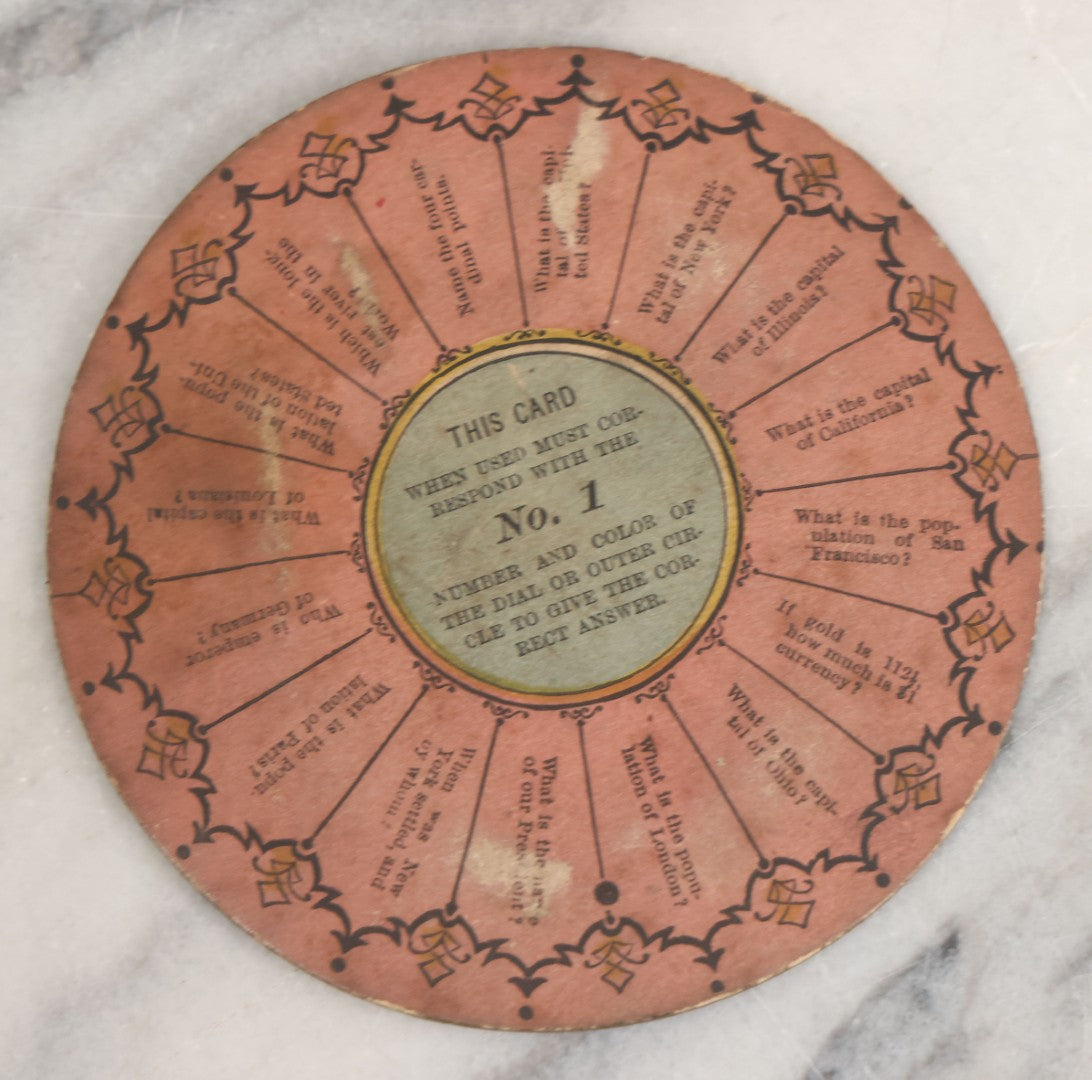 THIS CARD
WHEN USED MUST COR-
RESPOND WITH THE
No. 1
NUMBER AND COLOR OF
THE DIAL OR OUTER CIR-
CLE TO GIVE THE COR-
RECT ANSWER.
What is the capi-
tal of
ted States?
What is the capi-
tal of New York?
What is the capital
of Illinois?
What is the capital
of California?
What is the pop-
ulation of San
Francisco?
If gold is 112½
how much is $1
currency?
What is the capi-
tal of Ohio?
What is the popu-
lation of London?
What is the name
of our President?
When was New
York settled, and
by whom?
What is the popu-
lation of Paris?
Who is emperor
of Germany?
What is the capital
of Louisiana?
What is the popu-
lation of the Uni-
ted States?
Which is the long-
est river in the
World?
Name the four car-
dinal points.